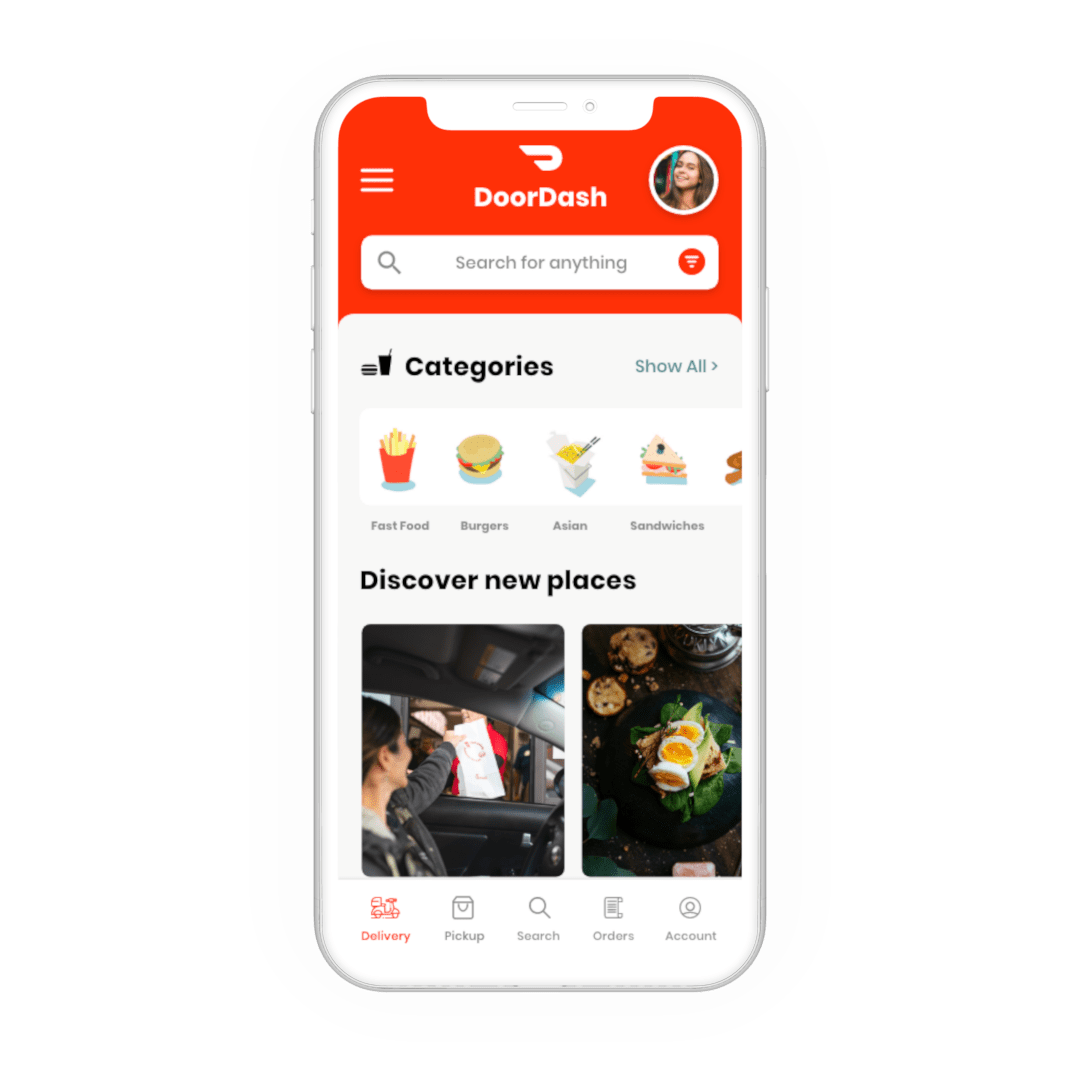 DoorDash
Search for anything
Categories
Show All >
Fast Food
Burgers
Asian
Sandwiches
Discover new places
Delivery
Pickup
Search
Orders
Account